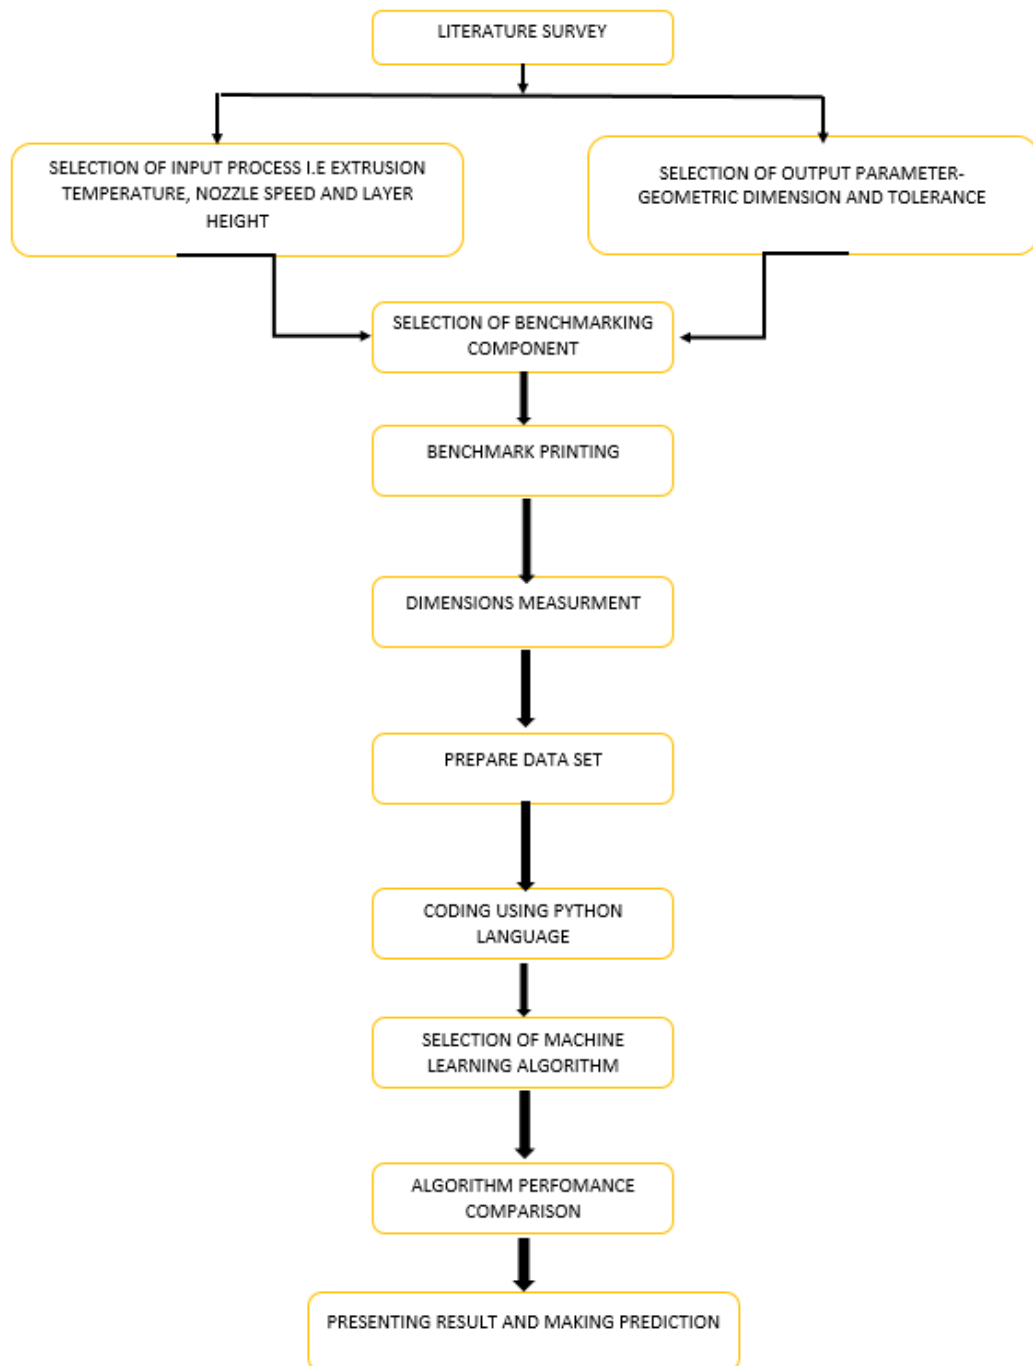 LITERATURE SURVEY
SELECTION OF INPUT PROCESS I.E EXTRUSION
TEMPERATURE, NOZZLE SPEED AND LAYER
HEIGHT
SELECTION OF OUTPUT PARAMETER-
GEOMETRIC DIMENSION AND TOLERANCE
SELECTION OF BENCHMARKING
COMPONENT
BENCHMARK PRINTING
DIMENSIONS MEASURMENT
PREPARE DATA SET
CODING USING PYTHON
LANGUAGE
SELECTION OF MACHINE
LEARNING ALGORITHM
ALGORITHM PERFOMANCE
COMPARISON
PRESENTING RESULT AND MAKING PREDICTION